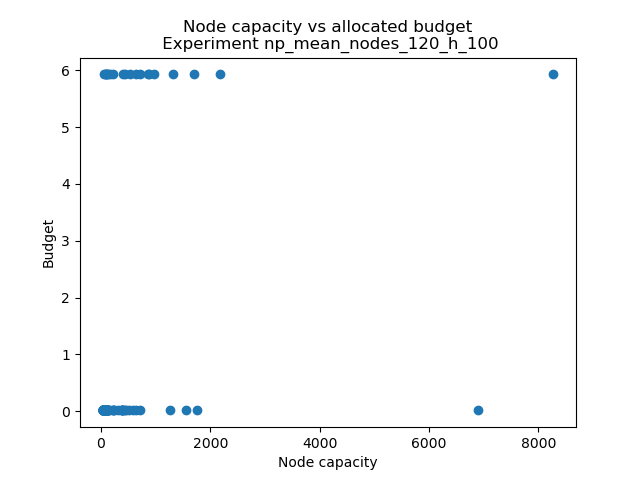 Node capacity vs allocated budget
Experiment np_mean_nodes_120_h_100
6
5
4
3
2
1
0
Budget
0 2000 4000 6000 8000
Node capacity